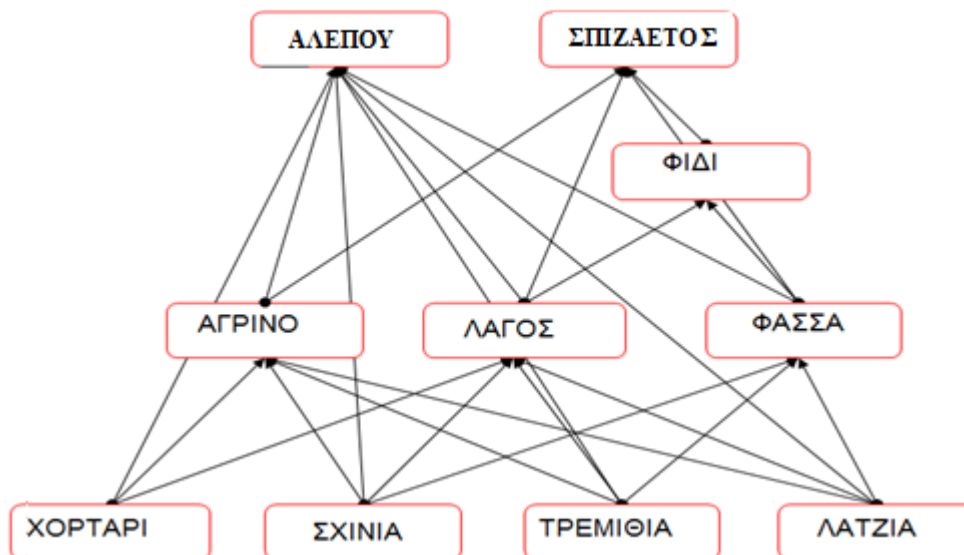 ΑΛΕΠΟΥ
ΣΠΙΖΑΕΤΟΣ
ΦΙΔΙ
ΑΓΡΙΝΟ
ΛΑΓΟΣ
ΦΑΣΣΑ
ΧΟΡΤΑΡΙ
ΣΧΙΝΙΑ
ΤΡΕΜΙΘΙΑ
ΛΑΤΖΙΑ